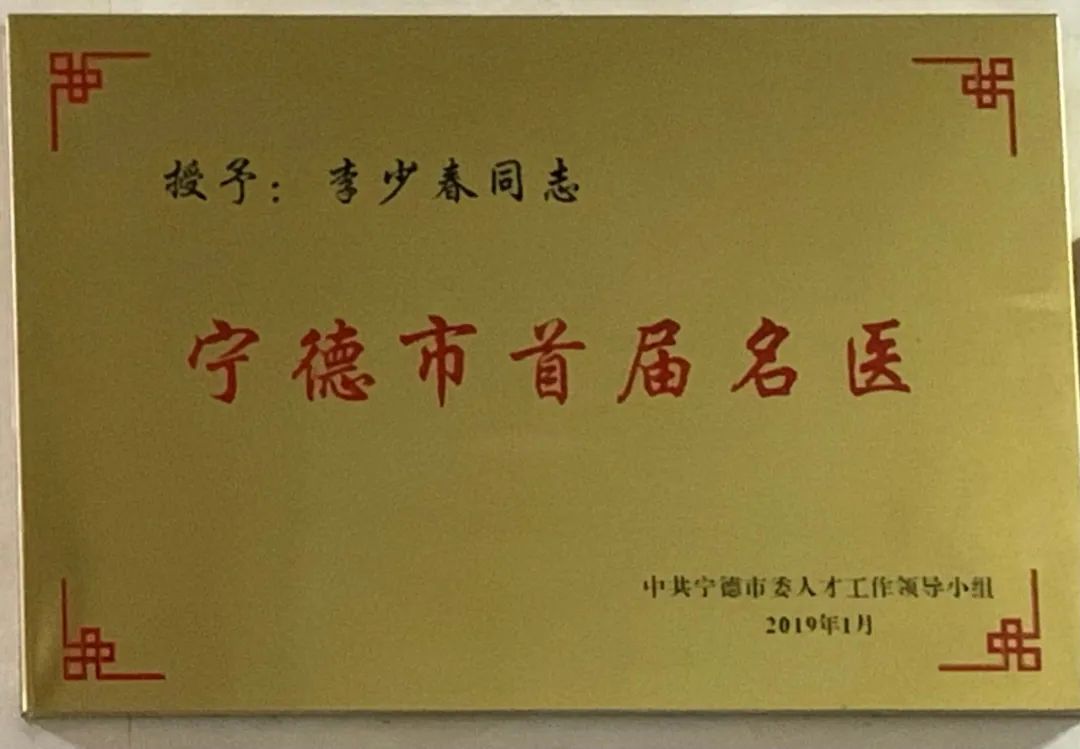 授予：李少春同志
宁德市首届名医
中共宁德市委人才工作领导小组
2019年1月